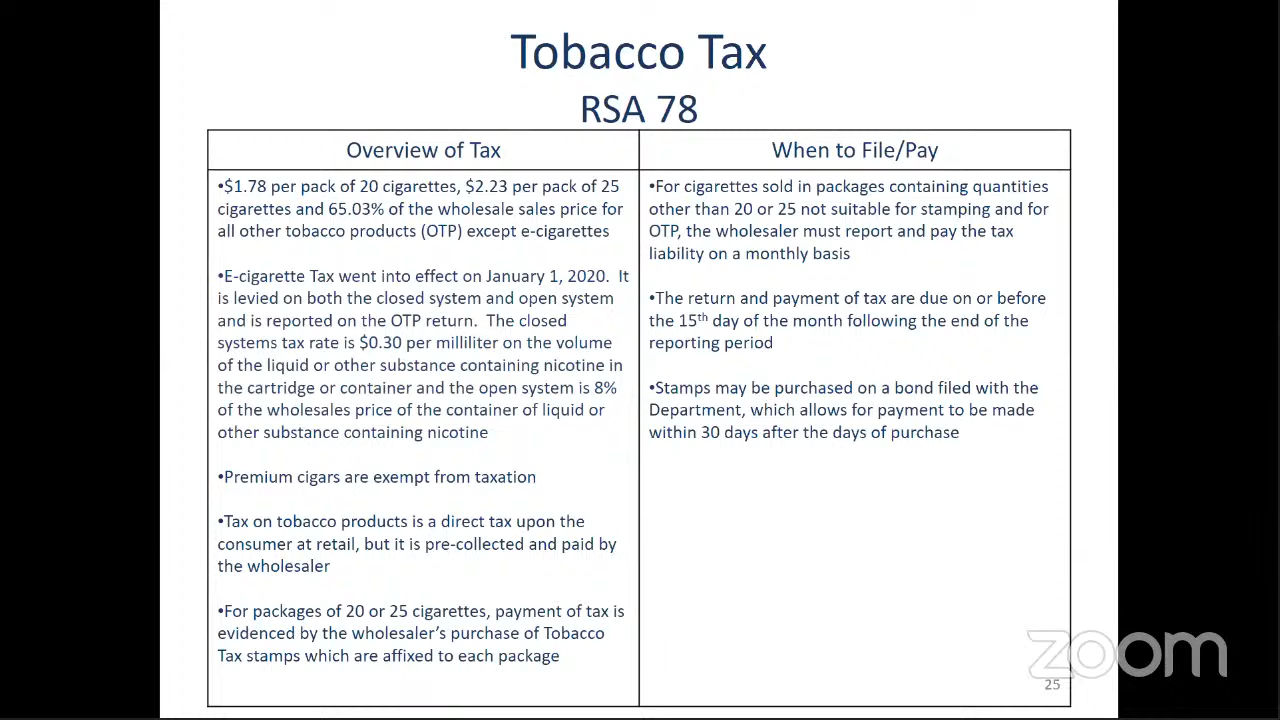 Tobacco Tax
RSA 78
Overview of Tax
•$1.78 per pack of 20 cigarettes, $2.23 per pack of 25
cigarettes and 65.03% of the wholesale sales price for
all other tobacco products (OTP) except e-cigarettes
•E-cigarette Tax went into effect on January 1, 2020.  It
is levied on both the closed system and open system
and is reported on the OTP return.  The closed
systems tax rate is $0.30 per milliliter on the volume
of the liquid or other substance containing nicotine in
the cartridge or container and the open system is 8%
of the wholesales price of the container of liquid or
other substance containing nicotine
•Premium cigars are exempt from taxation
•Tax on tobacco products is a direct tax upon the
consumer at retail, but it is pre-collected and paid by
the wholesaler
•For packages of 20 or 25 cigarettes, payment of tax is
evidenced by the wholesaler’s purchase of Tobacco
Tax stamps which are affixed to each package
When to File/Pay
•For cigarettes sold in packages containing quantities
other than 20 or 25 not suitable for stamping and for
OTP, the wholesaler must report and pay the tax
liability on a monthly basis
•The return and payment of tax are due on or before
the 15th day of the month following the end of the
reporting period
•Stamps may be purchased on a bond filed with the
Department, which allows for payment to be made
within 30 days after the days of purchase
zoom
25